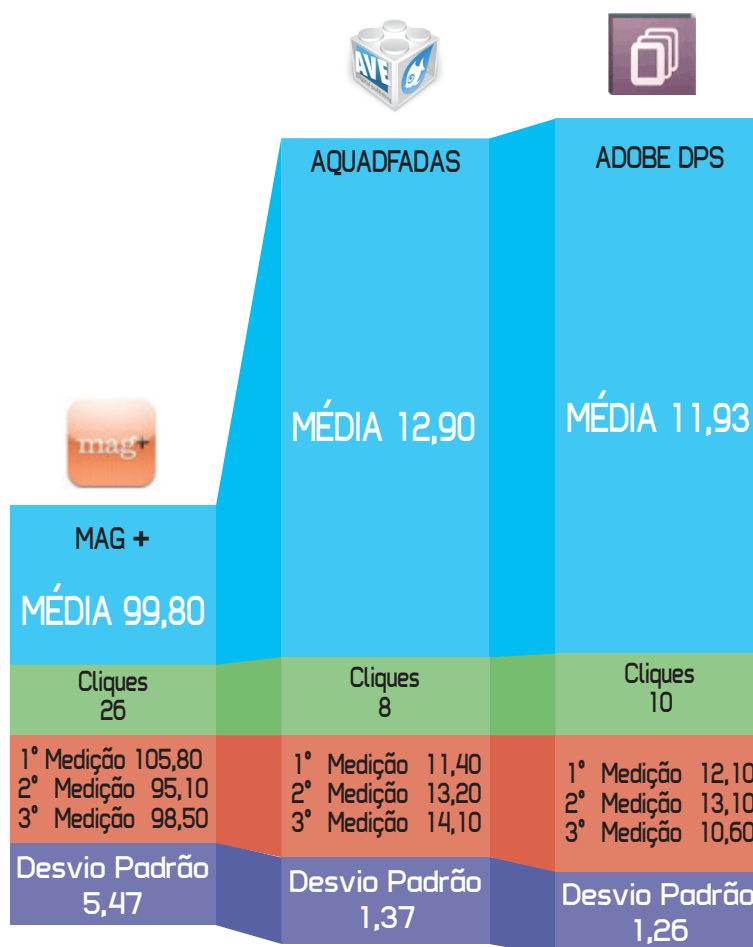 AVE
AQUADFADAS
MÉDIA 12,90
Cliques
8
1° Medição 11,40
2° Medição 13,20
3° Medição 14,10
Desvio Padrão
1,37
ADOBE DPS
MÉDIA 11,93
Cliques
10
1° Medição 12,10
2° Medição 13,10
3° Medição 10,60
Desvio Padrão
1,26
mag+
MAG +
MÉDIA 99,80
Cliques
26
1° Medição 105,80
2° Medição 95,10
3° Medição 98,50
Desvio Padrão
5,47